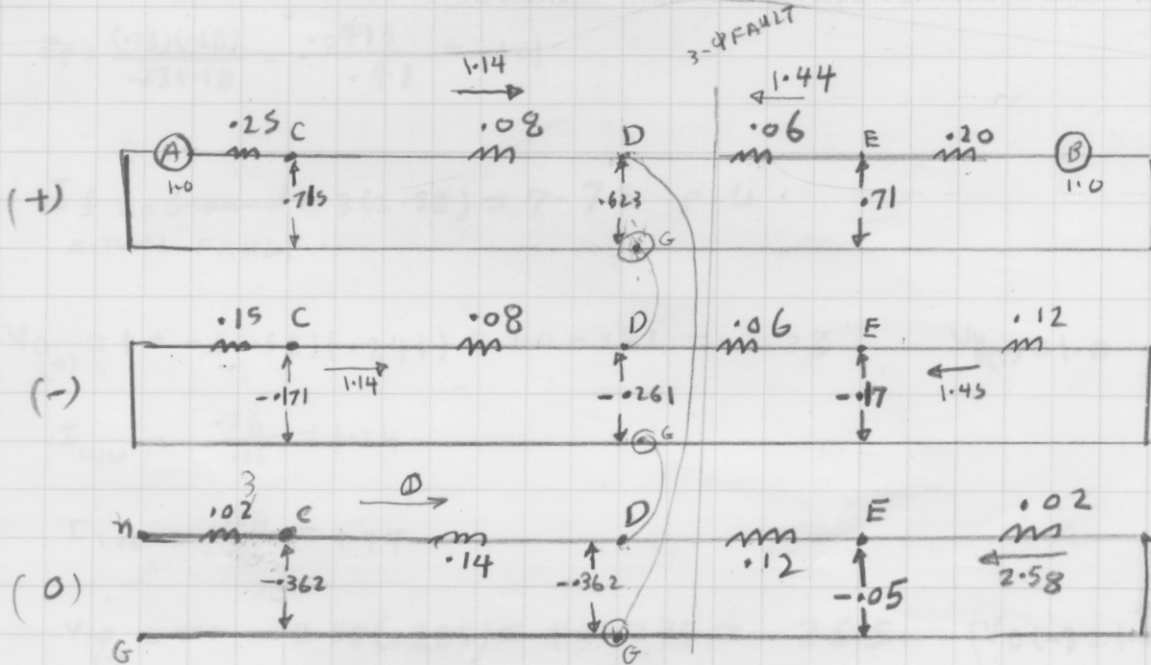 3-φ FAULT
1.14
1.44
.25 C .08 D .06 E .20
A B
(+)
1.0 .715 .623 .71 1.0
G
.15 C .08 D .06 E .12
(-)
-.171 1.14 -.261 -.17 1.45
G
3 0
n .02 C D E .02
.14 .12
(0)
-.362 -.362 -.05 2.58
G G